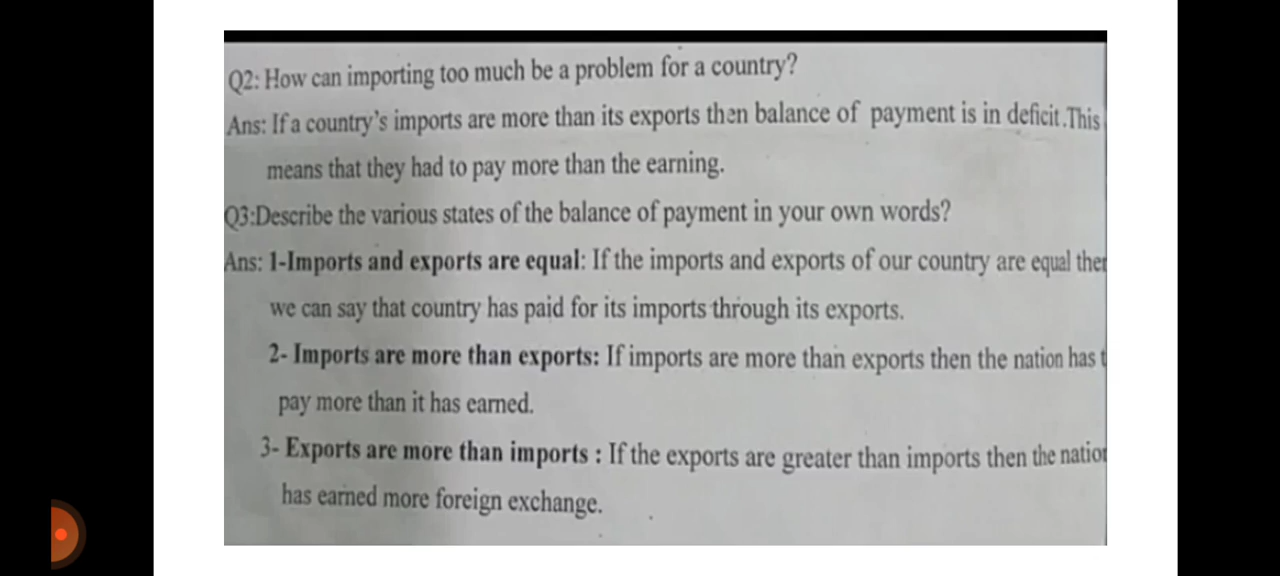 Q2: How can importing too much be a problem for a country?
Ans: If a country's imports are more than its exports then balance of payment is in deficit.This
means that they had to pay more than the earning.
Q3:Describe the various states of the balance of payment in your own words?
Ans: 1-Imports and exports are equal: If the imports and exports of our country are equal then
we can say that country has paid for its imports through its exports.
2- Imports are more than exports: If imports are more than exports then the nation has t
pay more than it has earned.
3- Exports are more than imports : If the exports are greater than imports then the nation
has earned more foreign exchange.